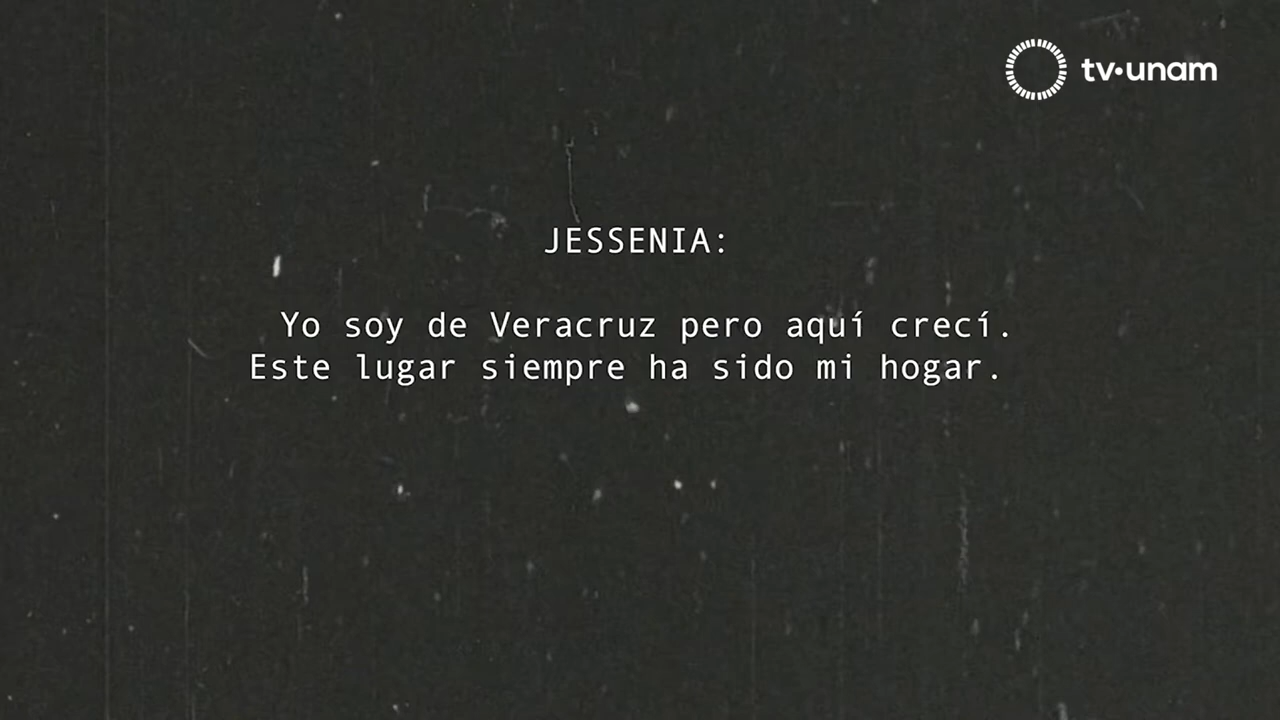 tv·unam
JESSENIA:
Yo soy de Veracruz pero aquí crecí.
Este lugar siempre ha sido mi hogar.